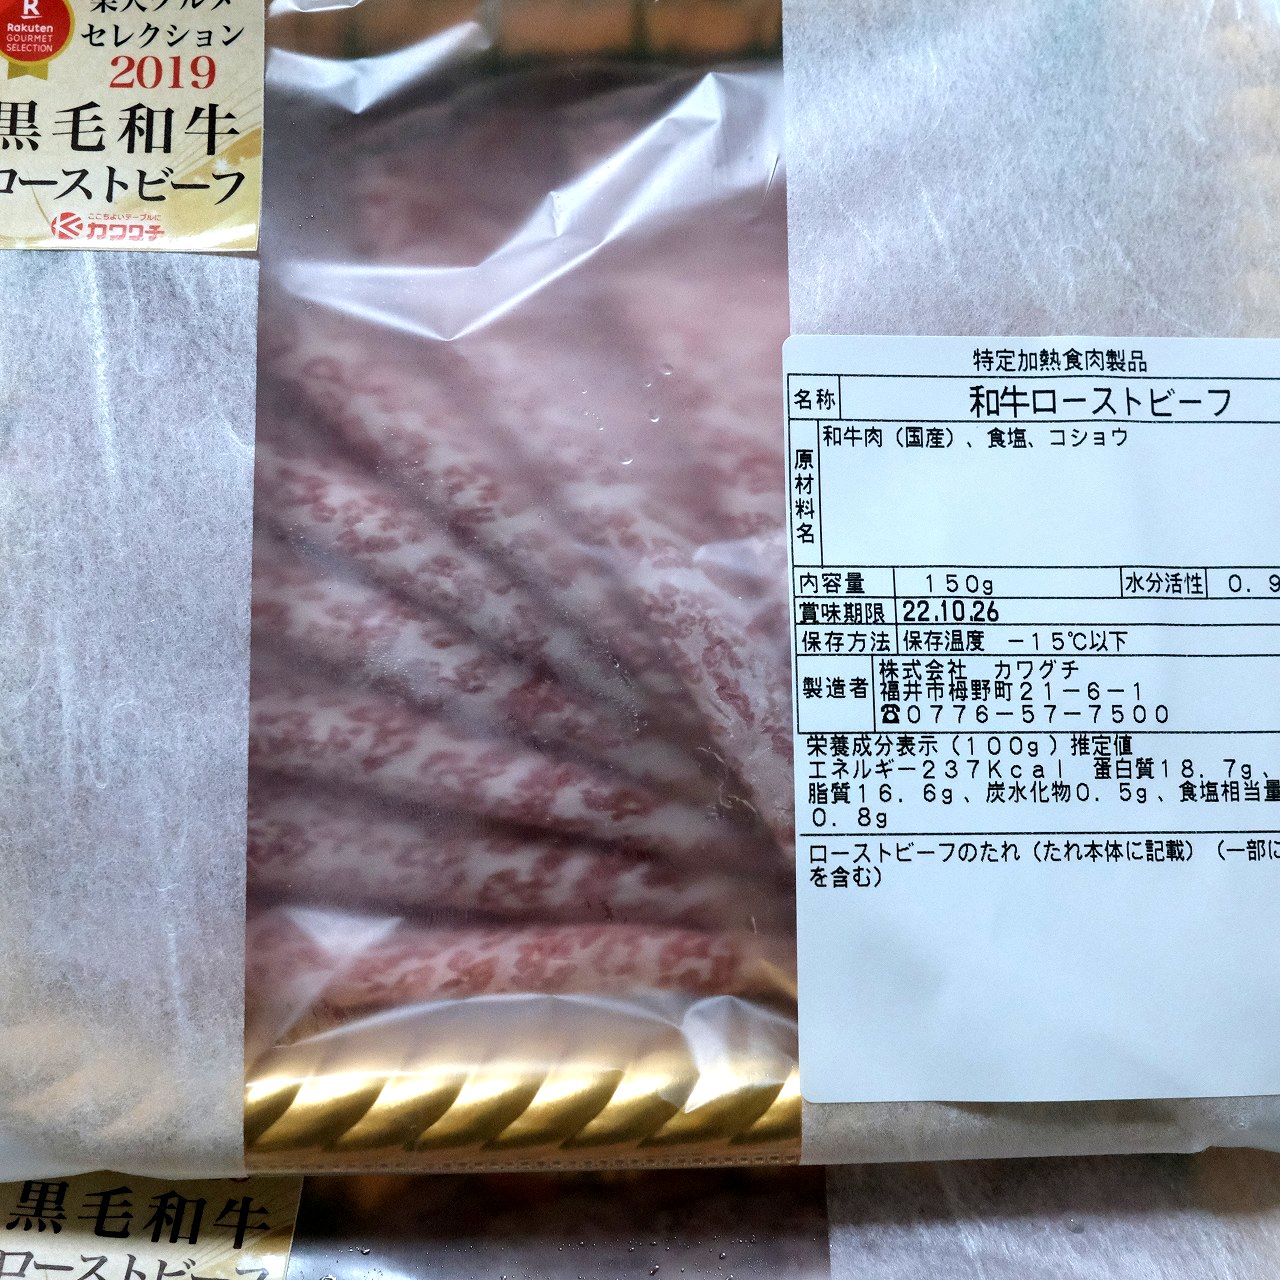 R
Rakuten
GOURMET
SELECTION
楽天グルメ
セレクション
2019
黒毛和牛
ローストビーフ
ここちよいテーブルに
カワグチ
特定加熱食肉製品
名称 和牛ローストビーフ
原材料名 和牛肉（国産）、食塩、コショウ
内容量 150g 水分活性 0.9
賞味期限 22.10.26
保存方法 保存温度 －15℃以下
製造者 株式会社 カワグチ
福井市栂野町21－6－1
☎0776－57－7500
栄養成分表示（100g）推定値
エネルギー237Kcal 蛋白質18.7g、
脂質16.6g、炭水化物0.5g、食塩相当量
0.8g
ローストビーフのたれ（たれ本体に記載）（一部に
を含む）
黒毛和牛
ローストビーフ